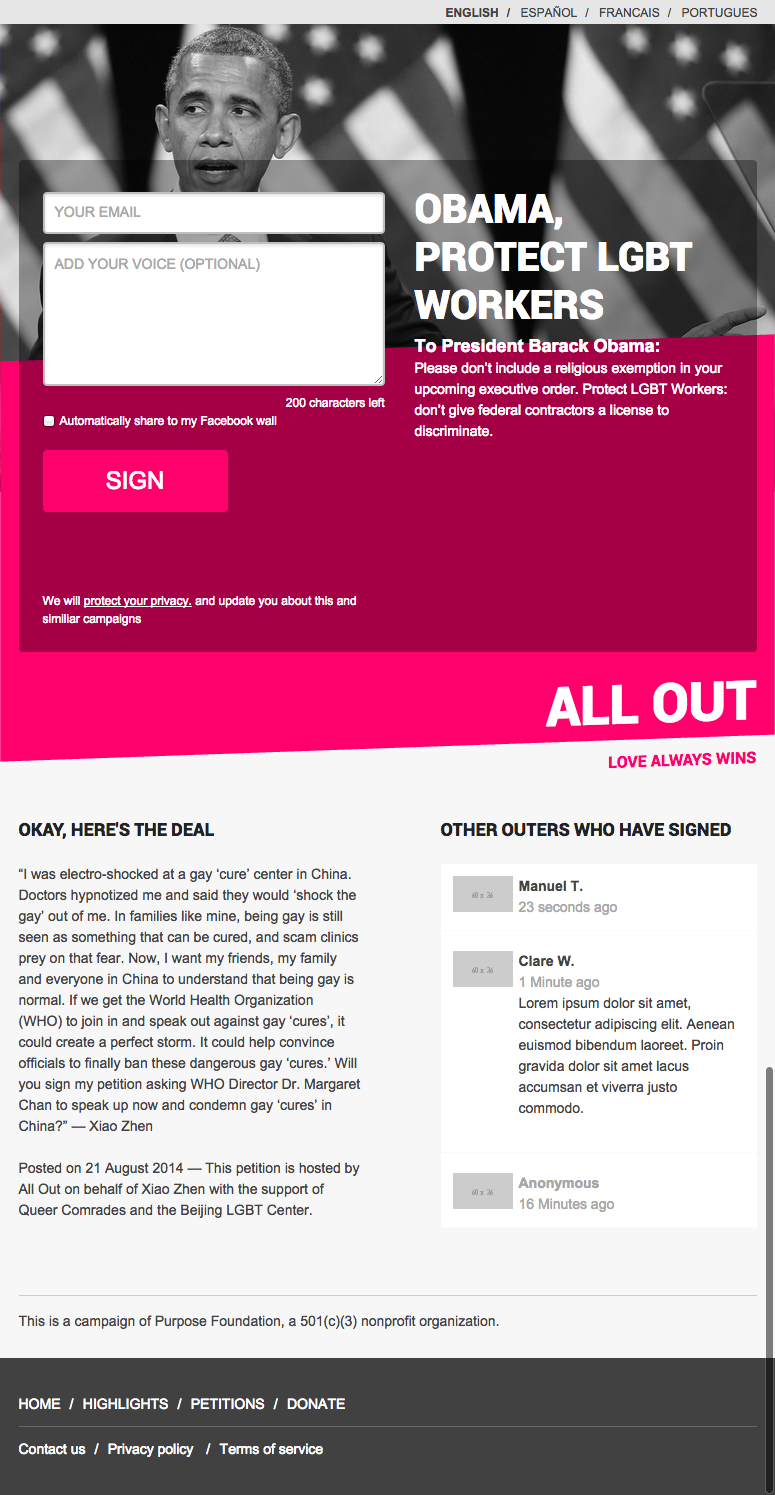 ENGLISH / ESPAÑOL / FRANCAIS / PORTUGUES
YOUR EMAIL
ADD YOUR VOICE (OPTIONAL)
200 characters left
Automatically share to my Facebook wall
SIGN
We will protect your privacy. and update you about this and
similiar campaigns
OBAMA,
PROTECT LGBT
WORKERS
To President Barack Obama:
Please don't include a religious exemption in your
upcoming executive order. Protect LGBT Workers:
don't give federal contractors a license to
discriminate.
ALL OUT
LOVE ALWAYS WINS
OKAY, HERE'S THE DEAL
“I was electro-shocked at a gay ‘cure’ center in China.
Doctors hypnotized me and said they would ‘shock the
gay’ out of me. In families like mine, being gay is still
seen as something that can be cured, and scam clinics
prey on that fear. Now, I want my friends, my family
and everyone in China to understand that being gay is
normal. If we get the World Health Organization
(WHO) to join in and speak out against gay ‘cures’, it
could create a perfect storm. It could help convince
officials to finally ban these dangerous gay ‘cures.’ Will
you sign my petition asking WHO Director Dr. Margaret
Chan to speak up now and condemn gay ‘cures’ in
China?” — Xiao Zhen
Posted on 21 August 2014 — This petition is hosted by
All Out on behalf of Xiao Zhen with the support of
Queer Comrades and the Beijing LGBT Center.
OTHER OUTERS WHO HAVE SIGNED
60 x 36
Manuel T.
23 seconds ago
60 x 36
Clare W.
1 Minute ago
Lorem ipsum dolor sit amet,
consectetur adipiscing elit. Aenean
euismod bibendum laoreet. Proin
gravida dolor sit amet lacus
accumsan et viverra justo
commodo.
60 x 36
Anonymous
16 Minutes ago
This is a campaign of Purpose Foundation, a 501(c)(3) nonprofit organization.
HOME / HIGHLIGHTS / PETITIONS / DONATE
Contact us / Privacy policy / Terms of service